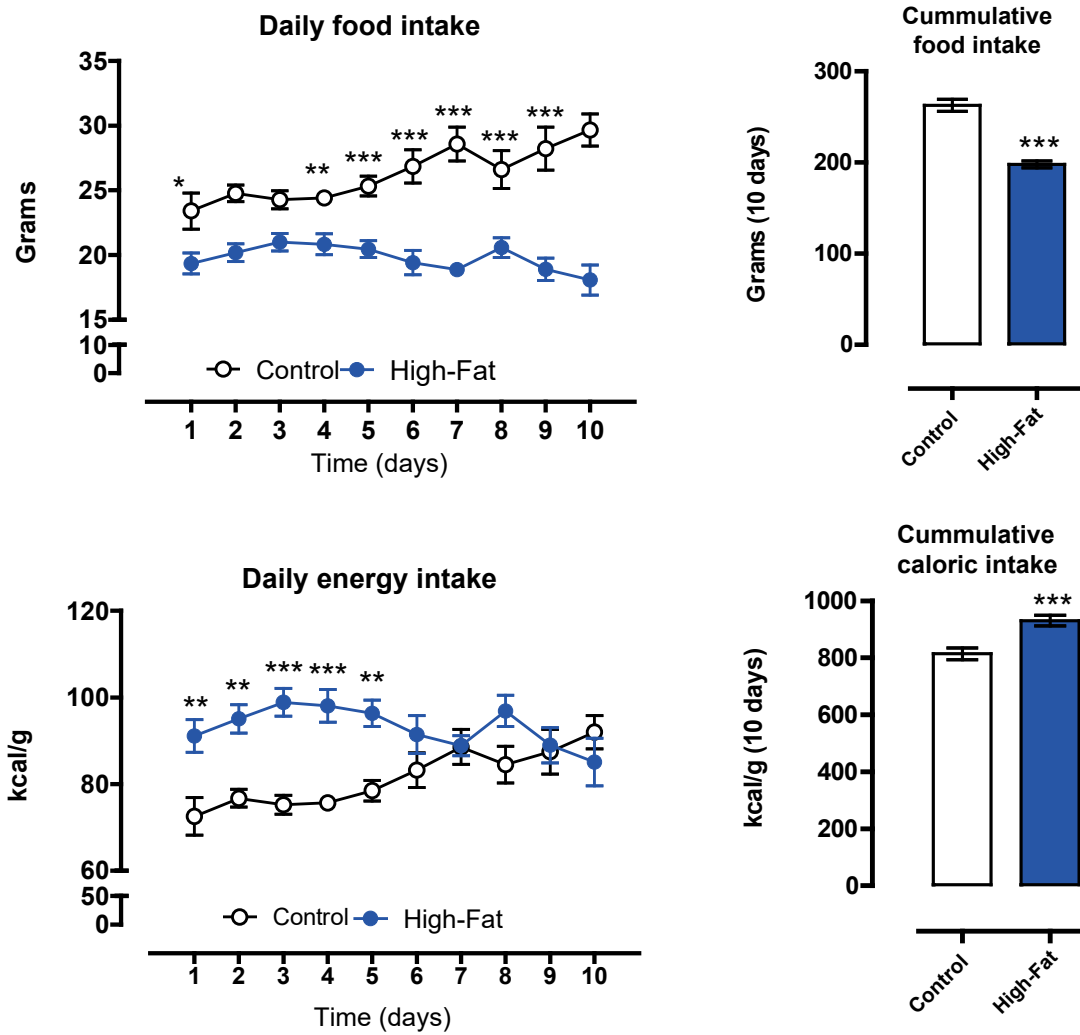 Daily food intake
35
30
25
20
15
10
0
Grams
*
**
***
***
***
***
***
Control
High-Fat
1 2 3 4 5 6 7 8 9 10
Time (days)
Cummulative
food intake
300
200
100
0
Grams (10 days)
***
Control
High-Fat
Daily energy intake
120
100
80
60
50
0
kcal/g
**
**
***
***
**
Control
High-Fat
1 2 3 4 5 6 7 8 9 10
Time (days)
Cummulative
caloric intake
1000
800
600
400
200
0
kcal/g (10 days)
***
Control
High-Fat